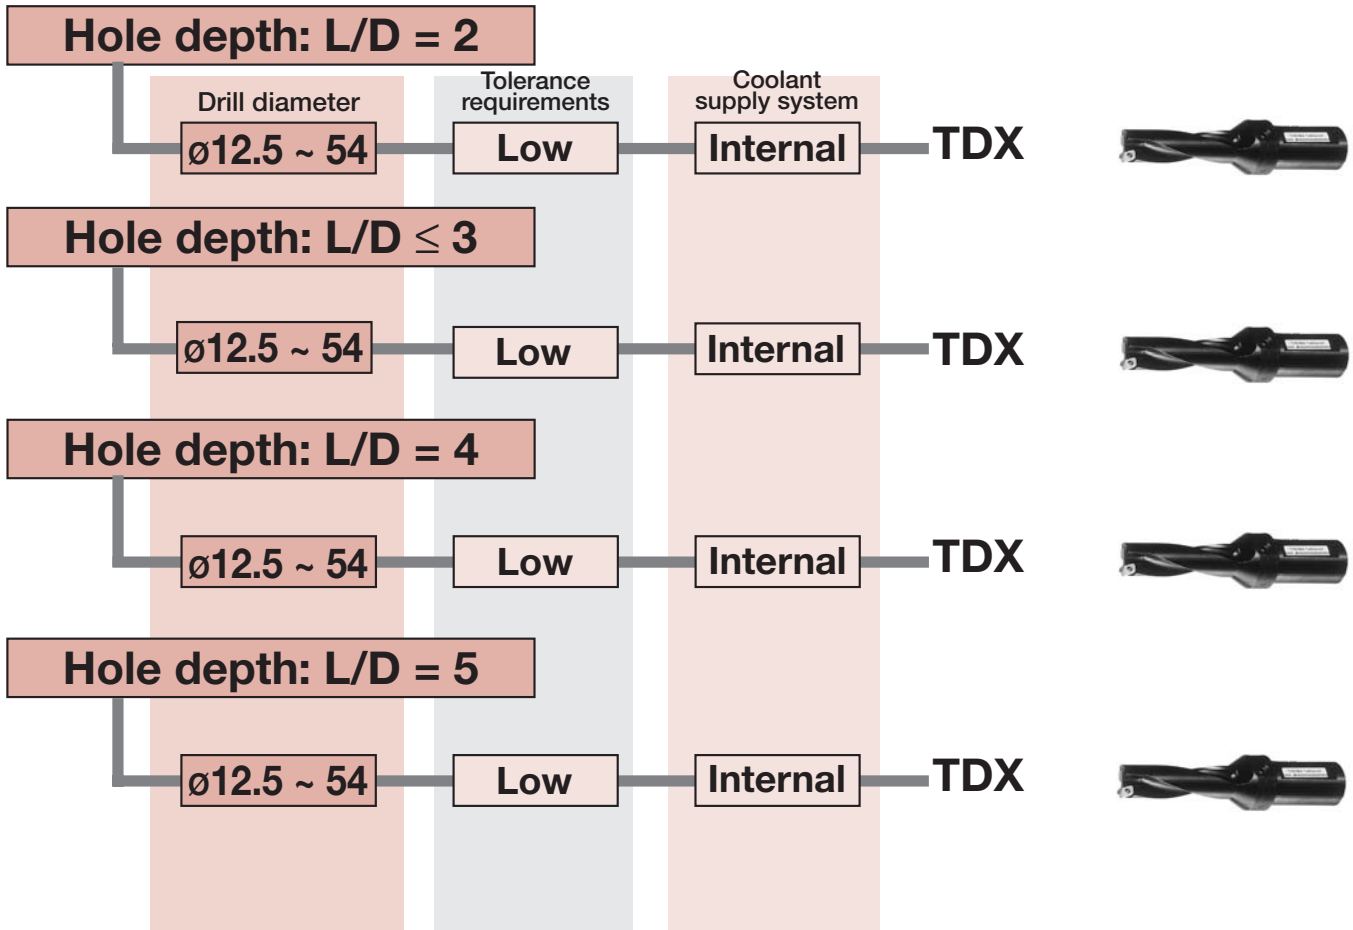 Hole depth: L/D = 2
Drill diameter
Tolerance
requirements
Coolant
supply system
ø12.5 ~ 54
Low
Internal
TDX
Hole depth: L/D ≤ 3
ø12.5 ~ 54
Low
Internal
TDX
Hole depth: L/D = 4
ø12.5 ~ 54
Low
Internal
TDX
Hole depth: L/D = 5
ø12.5 ~ 54
Low
Internal
TDX